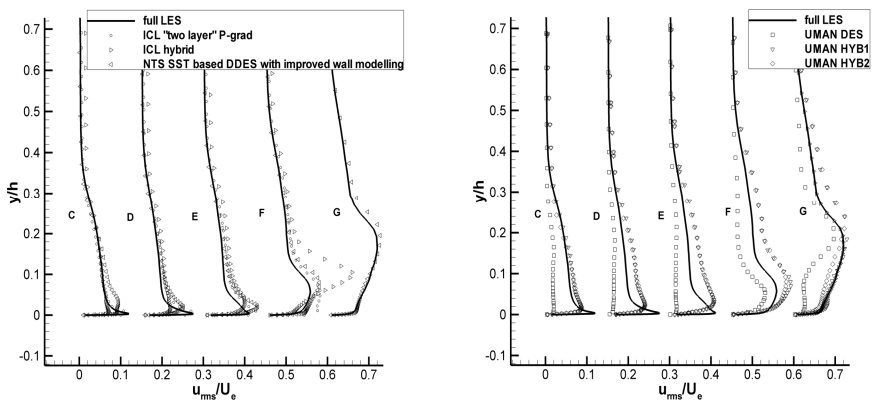 full LES
ICL "two layer" P-grad
ICL hybrid
NTS SST based DDES with improved wall modelling
0.7
0.6
0.5
0.4
0.3
0.2
0.1
0
-0.1
y/h
C
D
E
F
G
0 0.1 0.2 0.3 0.4 0.5 0.6 0.7
urms/Ue
full LES
UMAN DES
UMAN HYB1
UMAN HYB2
0.7
0.6
0.5
0.4
0.3
0.2
0.1
0
-0.1
y/h
C
D
E
F
G
0 0.1 0.2 0.3 0.4 0.5 0.6 0.7
urms/Ue